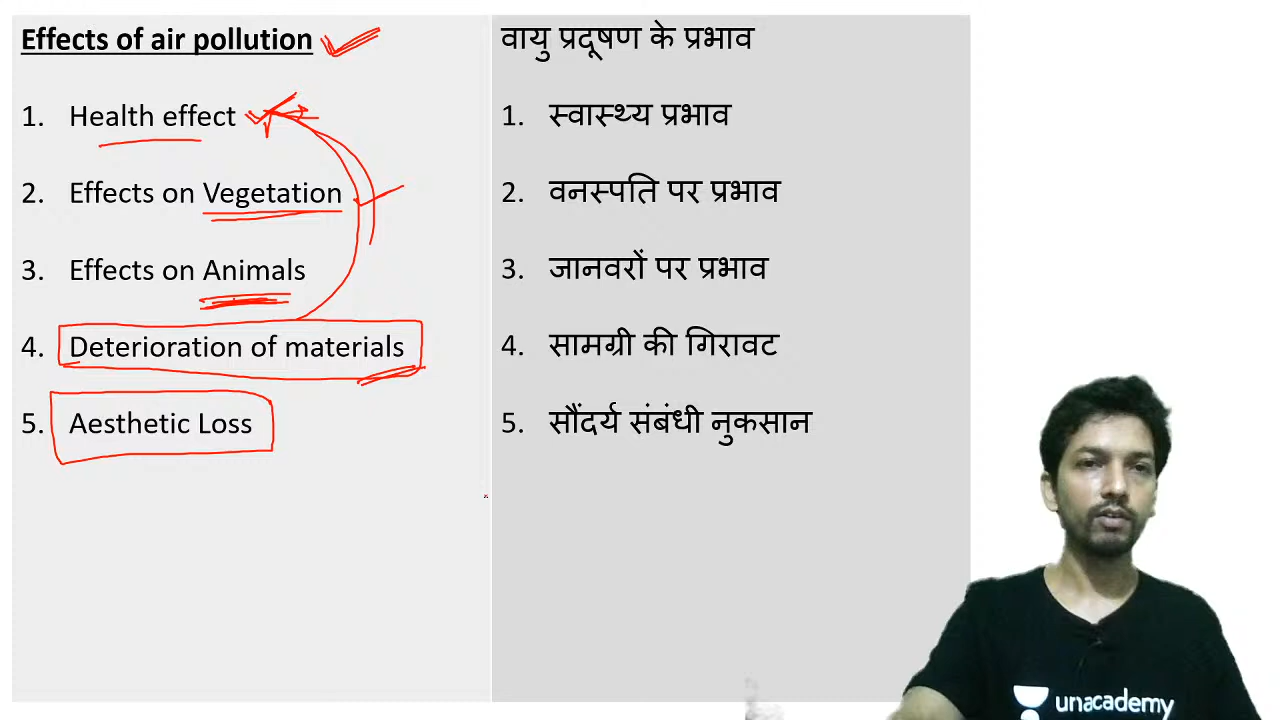 Effects of air pollution
1. Health effect
2. Effects on Vegetation
3. Effects on Animals
4. Deterioration of materials
5. Aesthetic Loss
वायु प्रदूषण के प्रभाव
1. स्वास्थ्य प्रभाव
2. वनस्पति पर प्रभाव
3. जानवरों पर प्रभाव
4. सामग्री की गिरावट
5. सौंदर्य संबंधी नुकसान
unacademy